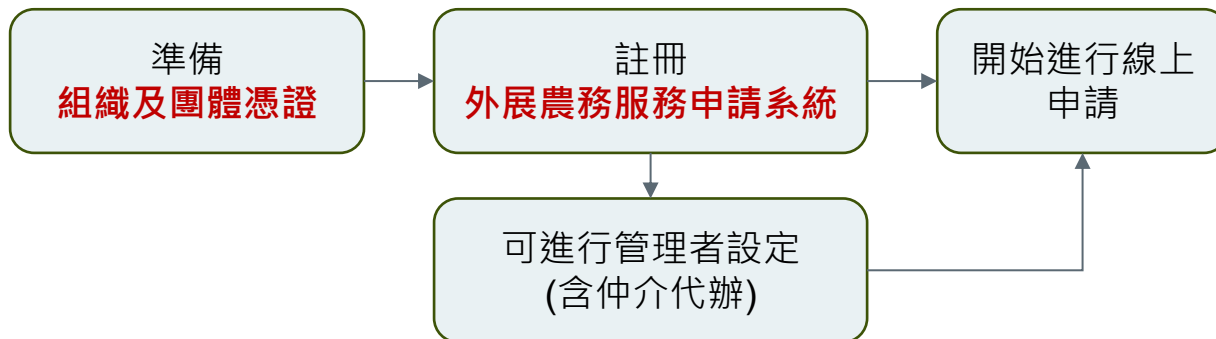 準備
組織及團體憑證
註冊
外展農務服務申請系統
開始進行線上
申請
可進行管理者設定
(含仲介代辦)